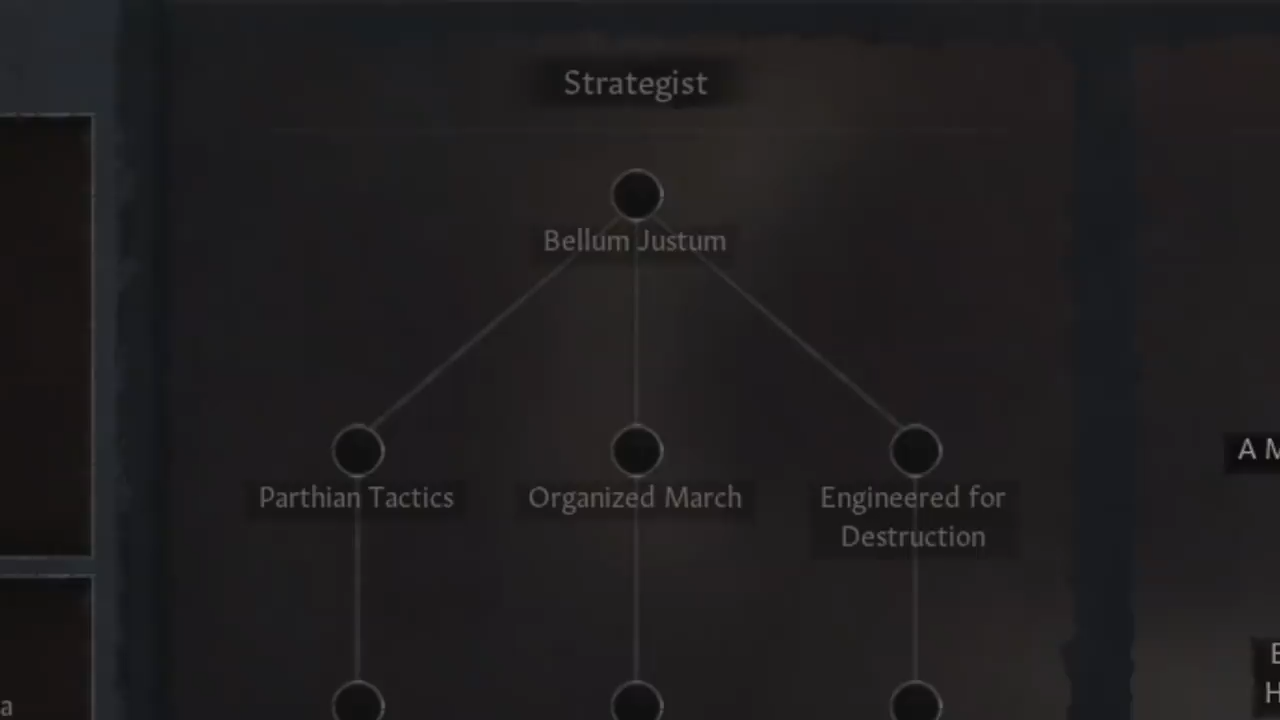 Strategist
Bellum Justum
Parthian Tactics
Organized March
Engineered for
Destruction